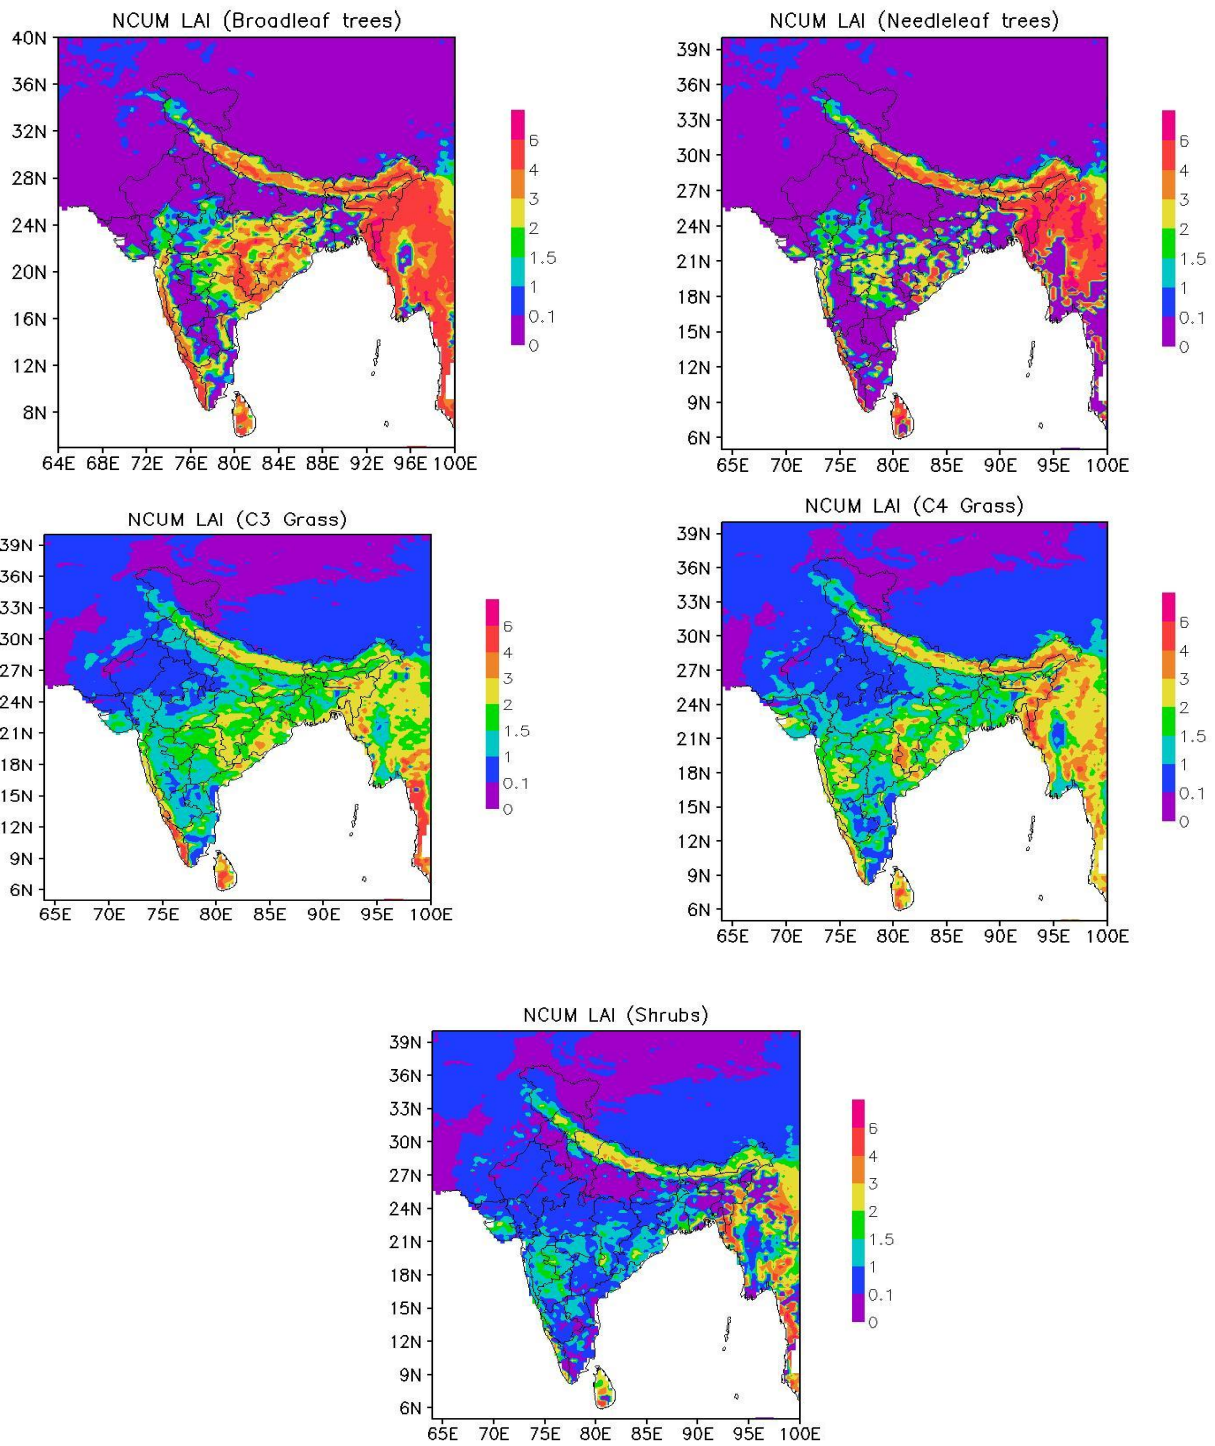 NCUM LAI (Broadleaf trees)
40N
36N
32N
28N
24N
20N
16N
12N
8N
64E 68E 72E 76E 80E 84E 88E 92E 96E 100E
6
4
3
2
1.5
1
0.1
0
NCUM LAI (Needleleaf trees)
39N
36N
33N
30N
27N
24N
21N
18N
15N
12N
9N
6N
65E 70E 75E 80E 85E 90E 95E 100E
6
4
3
2
1.5
1
0.1
0
NCUM LAI (C3 Grass)
39N
36N
33N
30N
27N
24N
21N
18N
15N
12N
9N
6N
65E 70E 75E 80E 85E 90E 95E 100E
6
4
3
2
1.5
1
0.1
0
NCUM LAI (C4 Grass)
39N
36N
33N
30N
27N
24N
21N
18N
15N
12N
9N
6N
65E 70E 75E 80E 85E 90E 95E 100E
6
4
3
2
1.5
1
0.1
0
NCUM LAI (Shrubs)
39N
36N
33N
30N
27N
24N
21N
18N
15N
12N
9N
6N
65E 70E 75E 80E 85E 90E 95E 100E
6
4
3
2
1.5
1
0.1
0